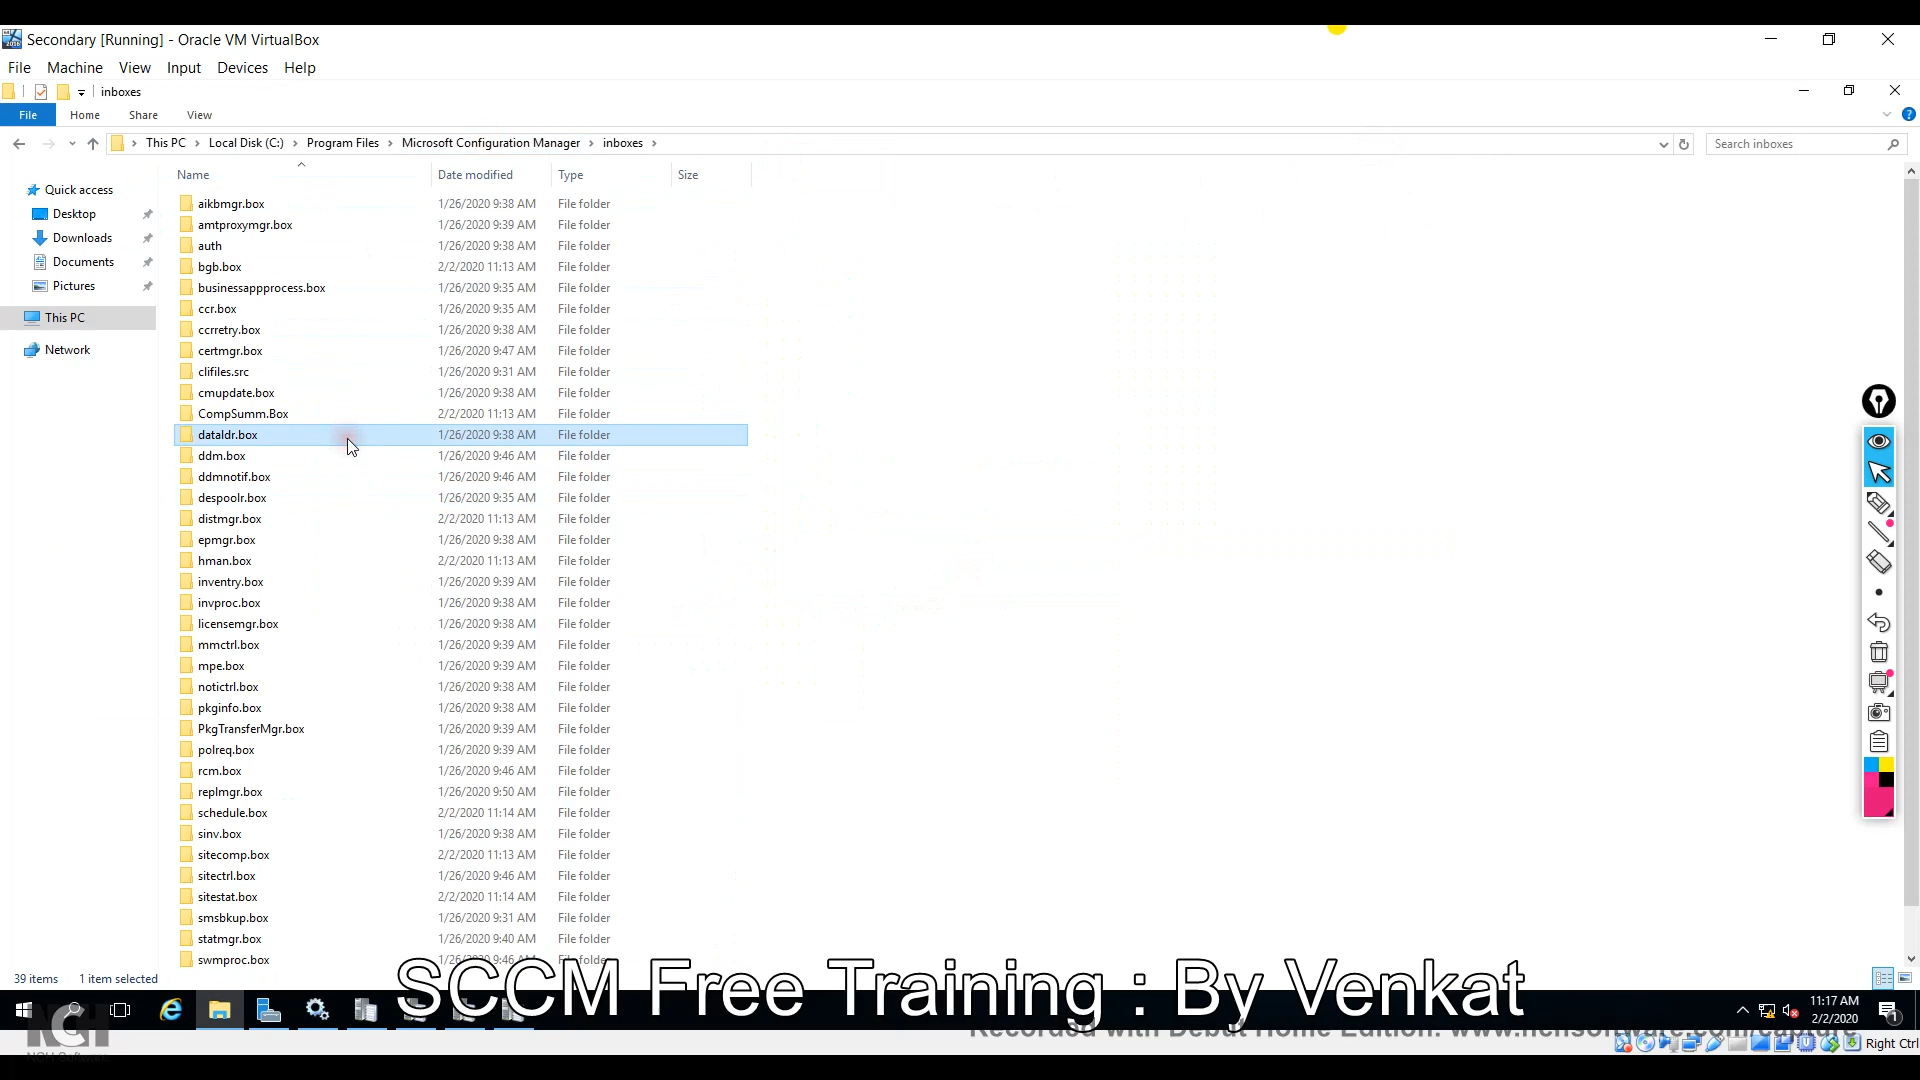 Secondary [Running] - Oracle VM VirtualBox
File Machine View Input Devices Help
inboxes
File Home Share View
This PC Local Disk (C:) Program Files Microsoft Configuration Manager inboxes
Search inboxes
Name Date modified Type Size
Quick access
Desktop
Downloads
Documents
Pictures
This PC
Network
aikbmgr.box 1/26/2020 9:38 AM File folder
amtproxymgr.box 1/26/2020 9:39 AM File folder
auth 1/26/2020 9:38 AM File folder
bgb.box 2/2/2020 11:13 AM File folder
businessappprocess.box 1/26/2020 9:35 AM File folder
ccr.box 1/26/2020 9:35 AM File folder
ccrretry.box 1/26/2020 9:38 AM File folder
certmgr.box 1/26/2020 9:47 AM File folder
clifiles.src 1/26/2020 9:31 AM File folder
cmupdate.box 1/26/2020 9:38 AM File folder
CompSumm.Box 2/2/2020 11:13 AM File folder
dataldr.box 1/26/2020 9:38 AM File folder
ddm.box 1/26/2020 9:46 AM File folder
ddmnotif.box 1/26/2020 9:46 AM File folder
despoolr.box 1/26/2020 9:35 AM File folder
distmgr.box 2/2/2020 11:13 AM File folder
epmgr.box 1/26/2020 9:38 AM File folder
hman.box 2/2/2020 11:13 AM File folder
inventry.box 1/26/2020 9:39 AM File folder
invproc.box 1/26/2020 9:38 AM File folder
licensemgr.box 1/26/2020 9:38 AM File folder
mmctrl.box 1/26/2020 9:39 AM File folder
mpe.box 1/26/2020 9:39 AM File folder
notictrl.box 1/26/2020 9:38 AM File folder
pkginfo.box 1/26/2020 9:38 AM File folder
PkgTransferMgr.box 1/26/2020 9:39 AM File folder
polreq.box 1/26/2020 9:39 AM File folder
rcm.box 1/26/2020 9:46 AM File folder
replmgr.box 1/26/2020 9:50 AM File folder
schedule.box 2/2/2020 11:14 AM File folder
sinv.box 1/26/2020 9:38 AM File folder
sitecomp.box 2/2/2020 11:13 AM File folder
sitectrl.box 1/26/2020 9:46 AM File folder
sitestat.box 2/2/2020 11:14 AM File folder
smsbkup.box 1/26/2020 9:31 AM File folder
statmgr.box 1/26/2020 9:40 AM File folder
swmproc.box 1/26/2020 9:46 AM File folder
39 items 1 item selected
SCCM Free Training : By Venkat
11:17 AM
2/2/2020
1
Recorded with Debut Home Edition. www.nchsoftware.com/capture
NCH Software
Right Ctrl